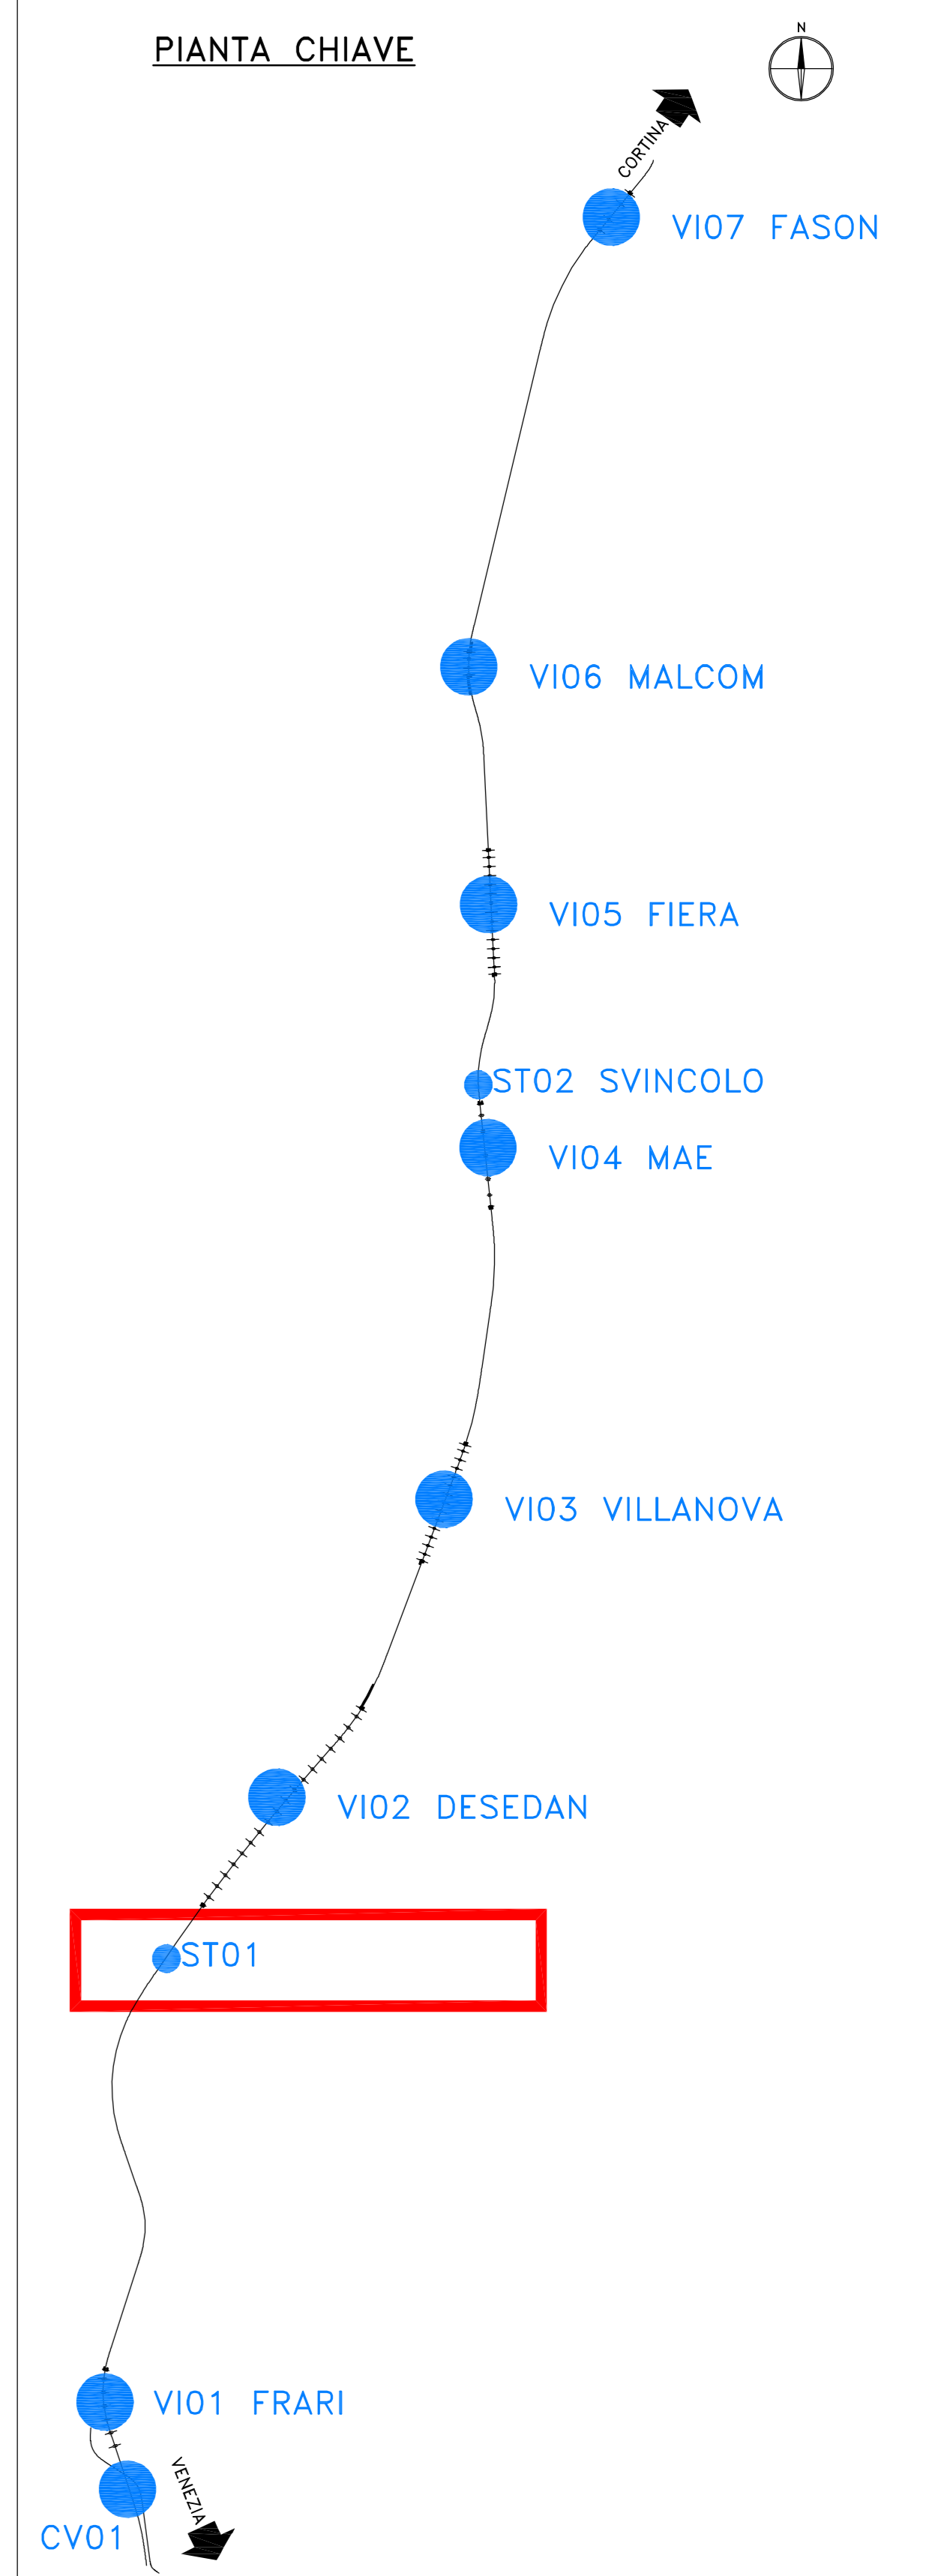 PIANTA CHIAVE
N
CORTINA
VI07 FASON
VI06 MALCOM
VI05 FIERA
ST02 SVINCOLO
VI04 MAE
VI03 VILLANOVA
VI02 DESEDAN
ST01
VI01 FRARI
VENEZIA
CV01